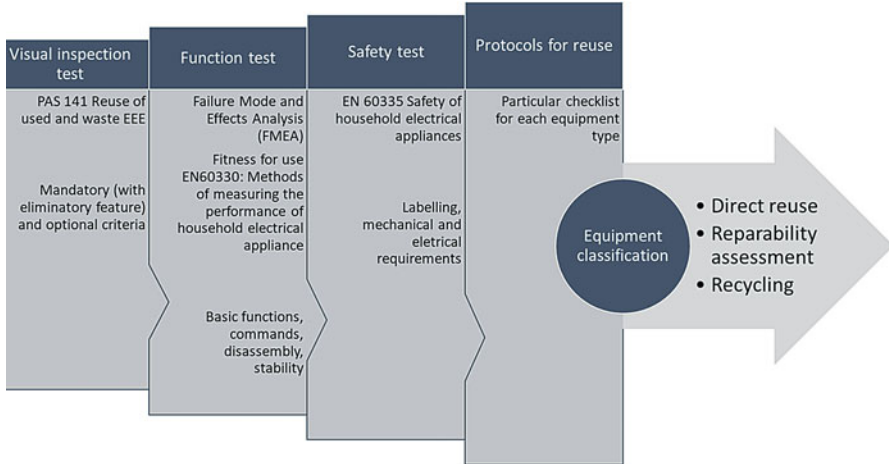 Visual inspection
test
PAS 141 Reuse of
used and waste EEE
Mandatory (with
eliminatory feature)
and optional criteria
Function test
Failure Mode and
Effects Analysis
(FMEA)
Fitness for use
EN60330: Methods
of measuring the
performance of
household electrical
appliance
Basic functions,
commands,
disassembly,
stability
Safety test
EN 60335 Safety of
household electrical
appliances
Labelling,
mechanical and
eletrical
requirements
Protocols for reuse
Particular checklist
for each equipment
type
Equipment
classification
• Direct reuse
• Reparability
assessment
• Recycling